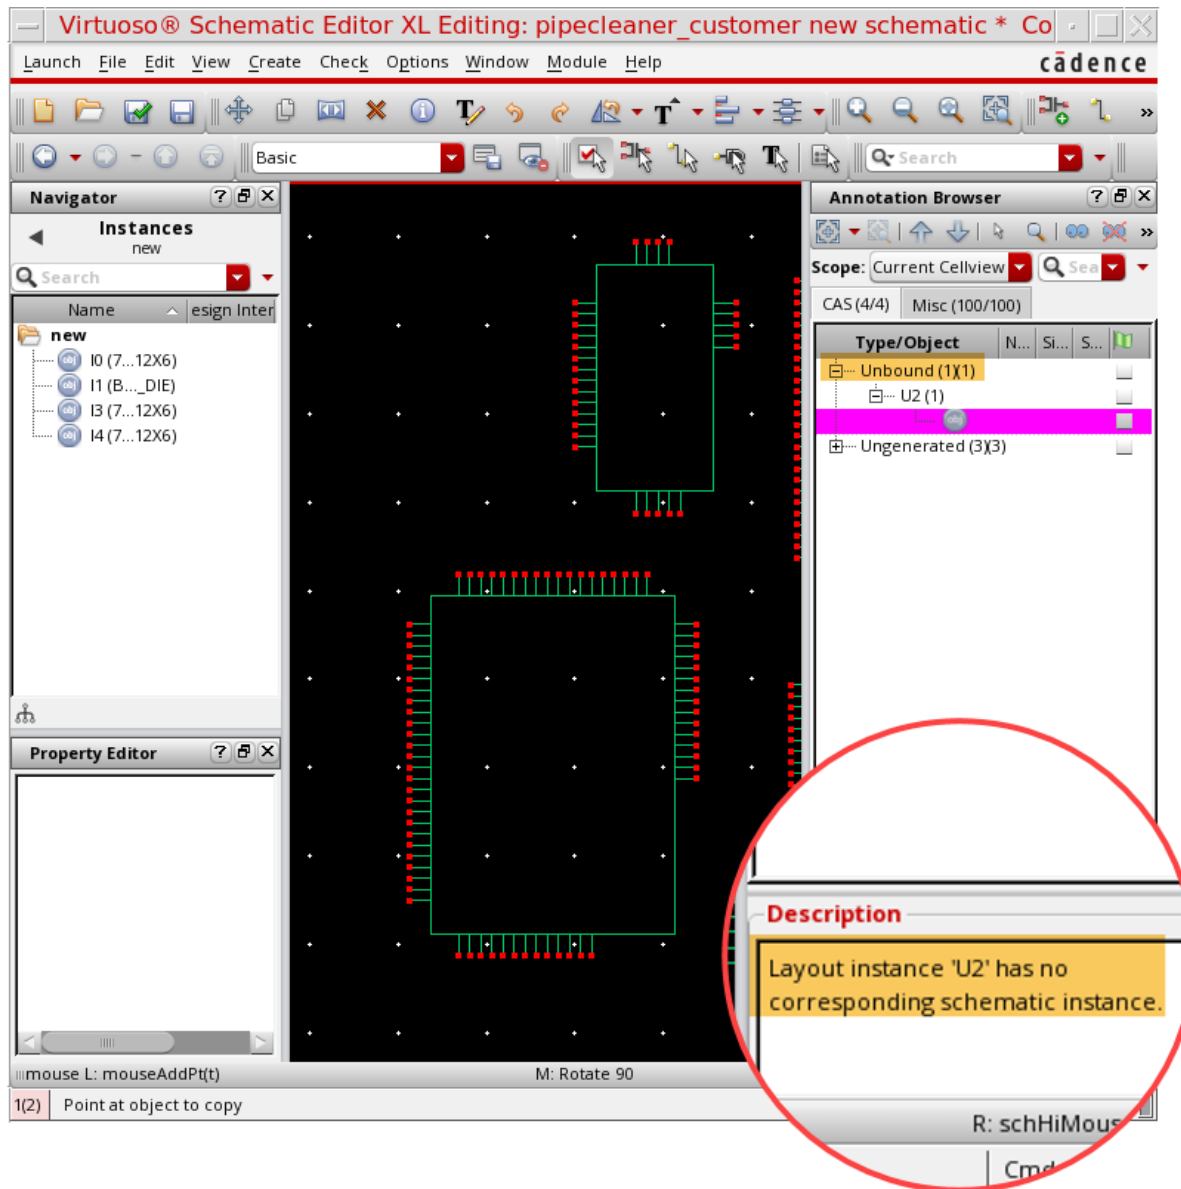 Virtuoso® Schematic Editor XL Editing: pipecleaner_customer new schematic * Co
Launch File Edit View Create Check Options Window Module Help
cādence
Basic
Search
Navigator
Instances
new
Search
Name esign Inter
new
I0 (7...12X6)
I1 (B..._DIE)
I3 (7...12X6)
I4 (7...12X6)
Property Editor
Annotation Browser
Scope: Current Cellview Sea
CAS (4/4) Misc (100/100)
Type/Object N... Si... S...
Unbound (1)(1)
U2 (1)
obj
Ungenerated (3)(3)
Description
Layout instance 'U2' has no
corresponding schematic instance.
mouse L: mouseAddPt(t) M: Rotate 90 R: schHiMous
1(2) Point at object to copy Cmd